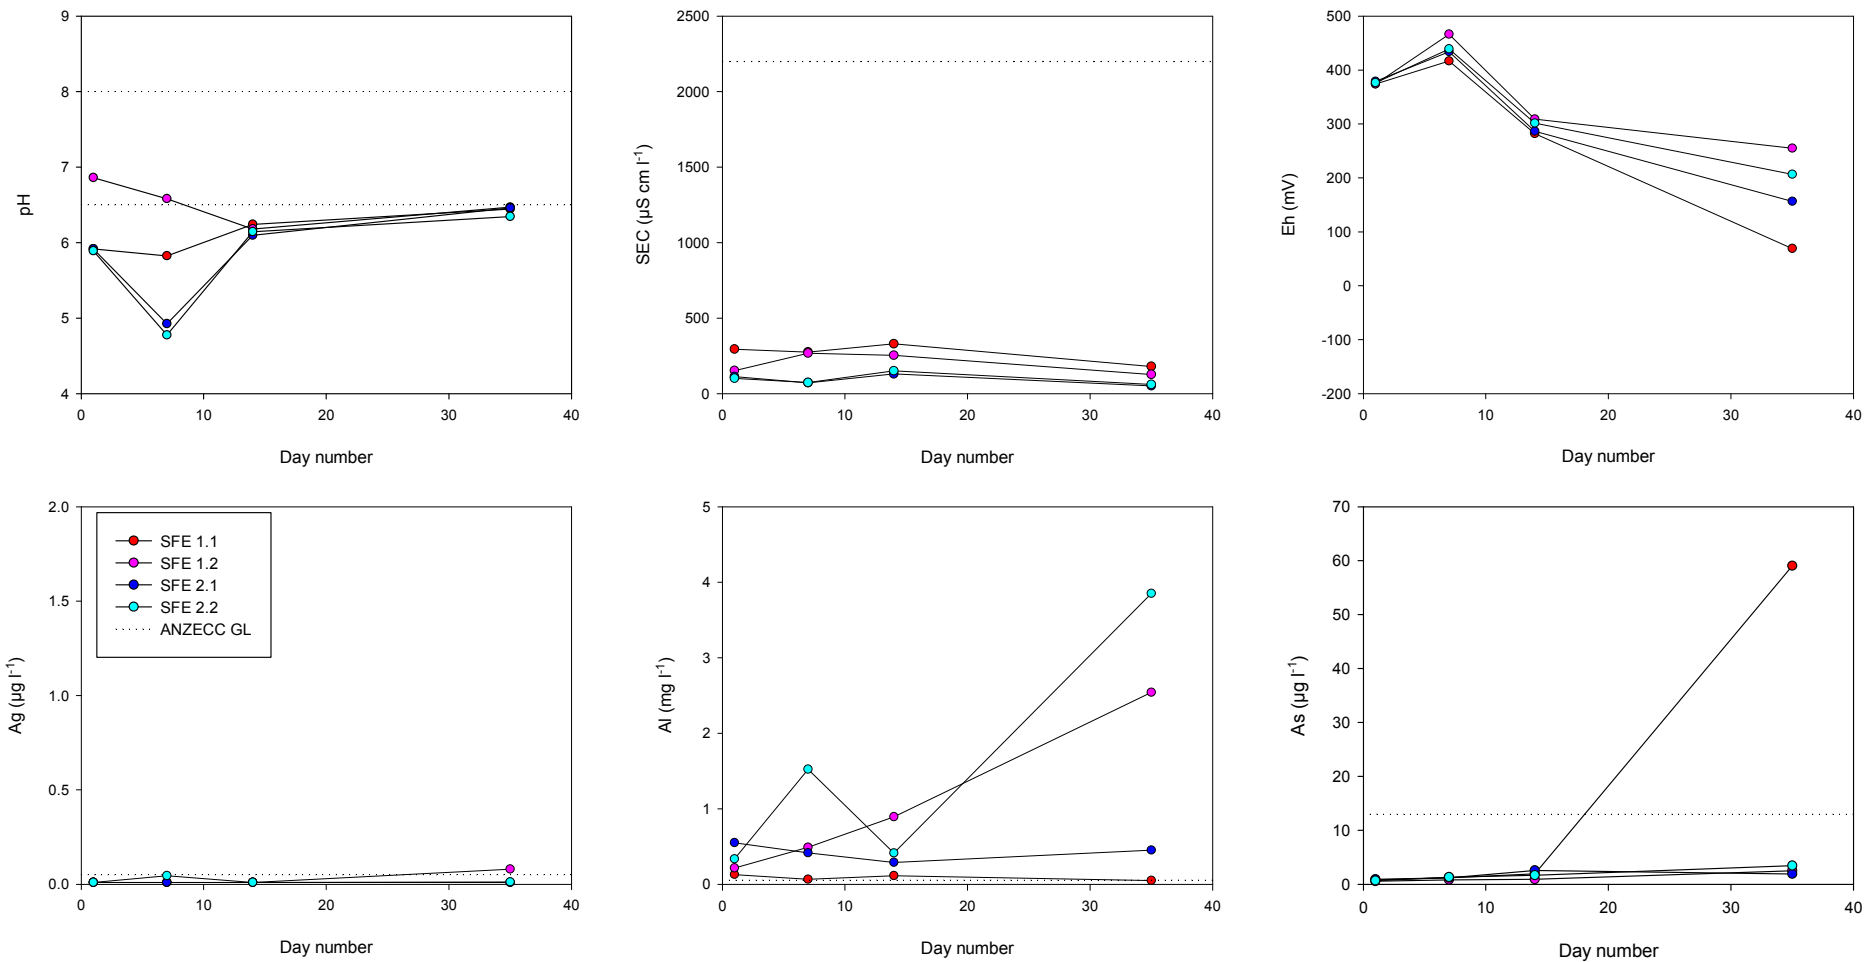 9
8
7
6
5
4
pH
0 10 20 30 40
Day number
2500
2000
1500
1000
500
0
SEC (µS cm l⁻¹)
0 10 20 30 40
Day number
500
400
300
200
100
0
-100
-200
Eh (mV)
0 10 20 30 40
Day number
2.0
1.5
1.0
0.5
0.0
Ag (µg l⁻¹)
SFE 1.1
SFE 1.2
SFE 2.1
SFE 2.2
ANZECC GL
0 10 20 30 40
Day number
5
4
3
2
1
0
Al (mg l⁻¹)
0 10 20 30 40
Day number
70
60
50
40
30
20
10
0
As (µg l⁻¹)
0 10 20 30 40
Day number